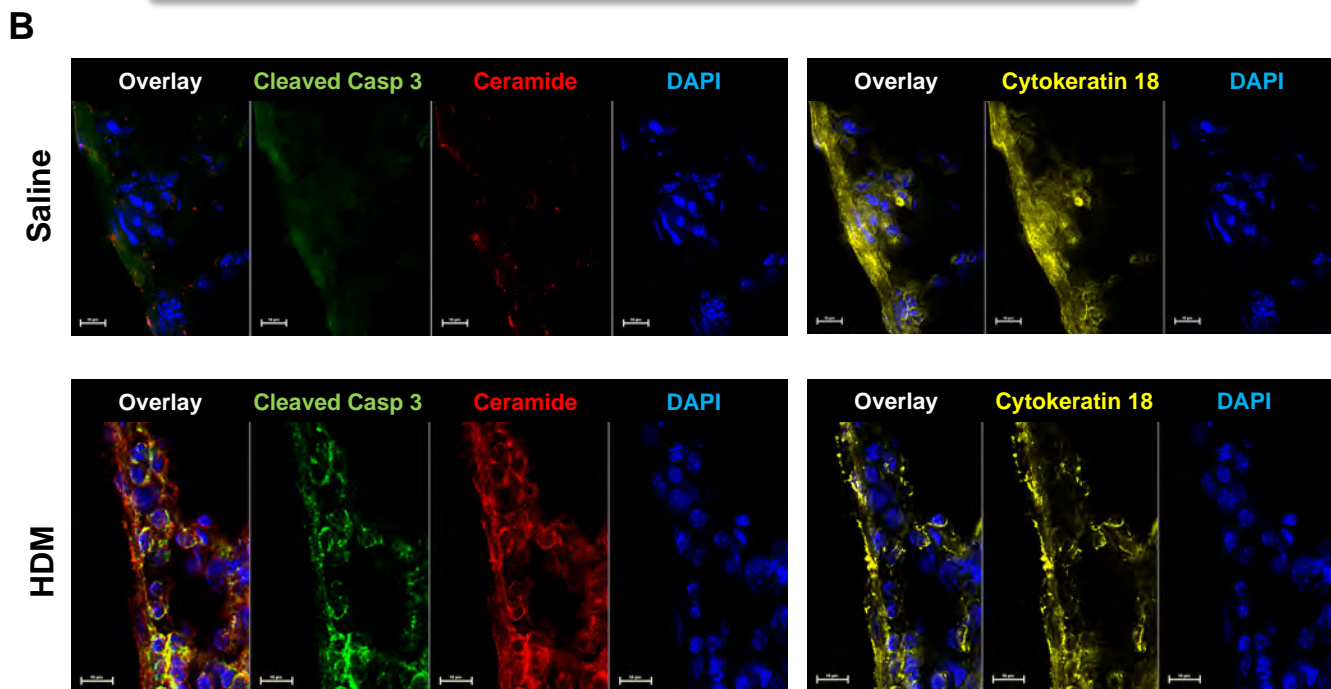 B
Saline
Overlay Cleaved Casp 3 Ceramide DAPI
Overlay Cytokeratin 18 DAPI
HDM
Overlay Cleaved Casp 3 Ceramide DAPI
Overlay Cytokeratin 18 DAPI